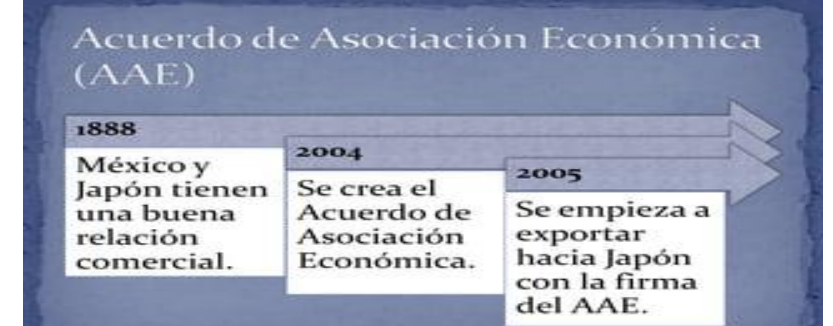 Acuerdo de Asociación Económica
(AAE)
1888
México y
Japón tienen
una buena
relación
comercial.
2004
Se crea el
Acuerdo de
Asociación
Económica.
2005
Se empieza a
exportar
hacia Japón
con la firma
del AAE.